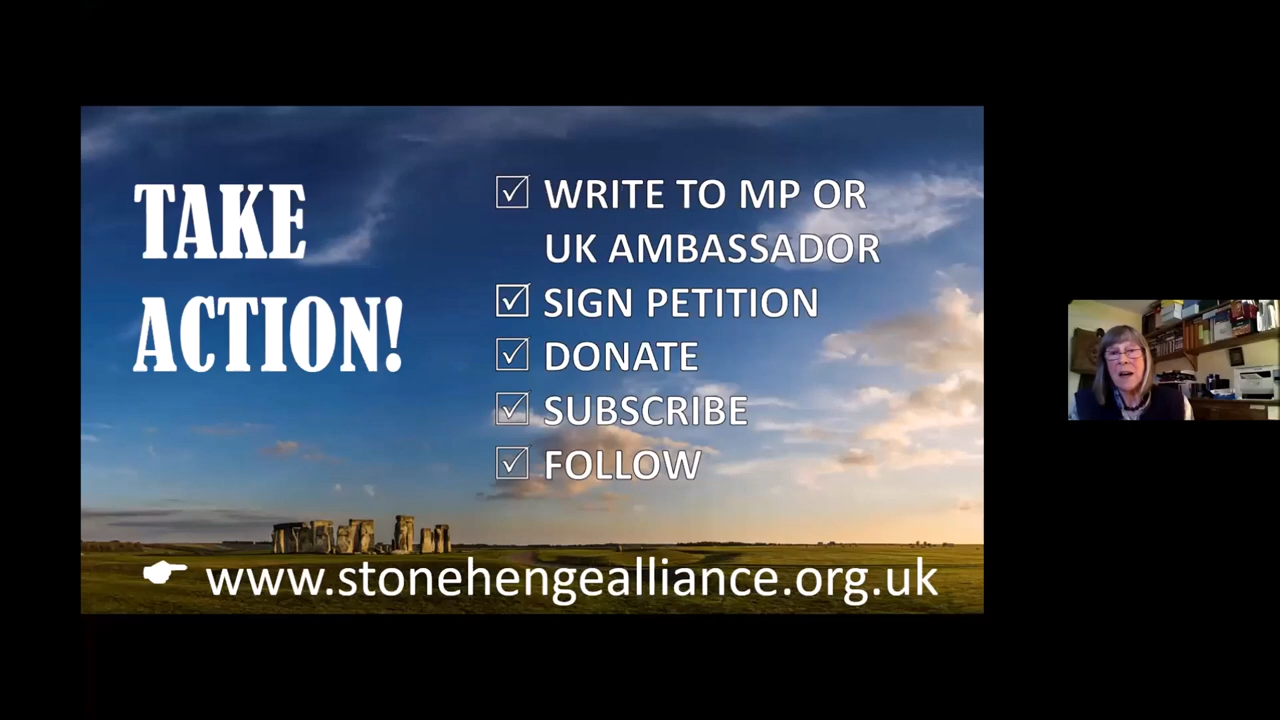 TAKE
ACTION!
☑ WRITE TO MP OR
UK AMBASSADOR
☑ SIGN PETITION
☑ DONATE
☑ SUBSCRIBE
☑ FOLLOW
www.stonehengealliance.org.uk